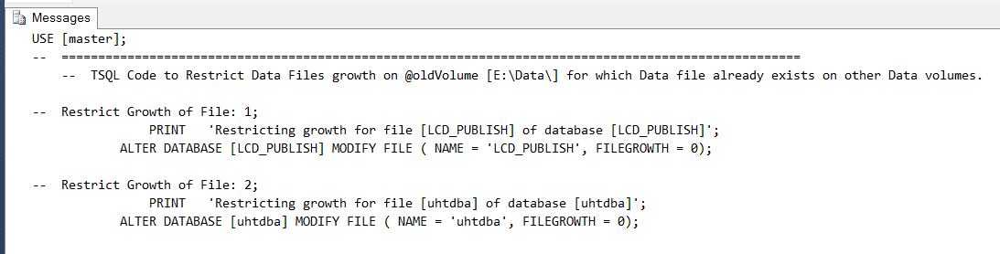 Messages
USE [master];
-- =====================================================================================================
-- TSQL Code to Restrict Data Files growth on @oldVolume [E:\Data\] for which Data file already exists on other Data volumes.
-- Restrict Growth of File: 1;
PRINT 'Restricting growth for file [LCD_PUBLISH] of database [LCD_PUBLISH]';
ALTER DATABASE [LCD_PUBLISH] MODIFY FILE ( NAME = 'LCD_PUBLISH', FILEGROWTH = 0);
-- Restrict Growth of File: 2;
PRINT 'Restricting growth for file [uhtdba] of database [uhtdba]';
ALTER DATABASE [uhtdba] MODIFY FILE ( NAME = 'uhtdba', FILEGROWTH = 0);